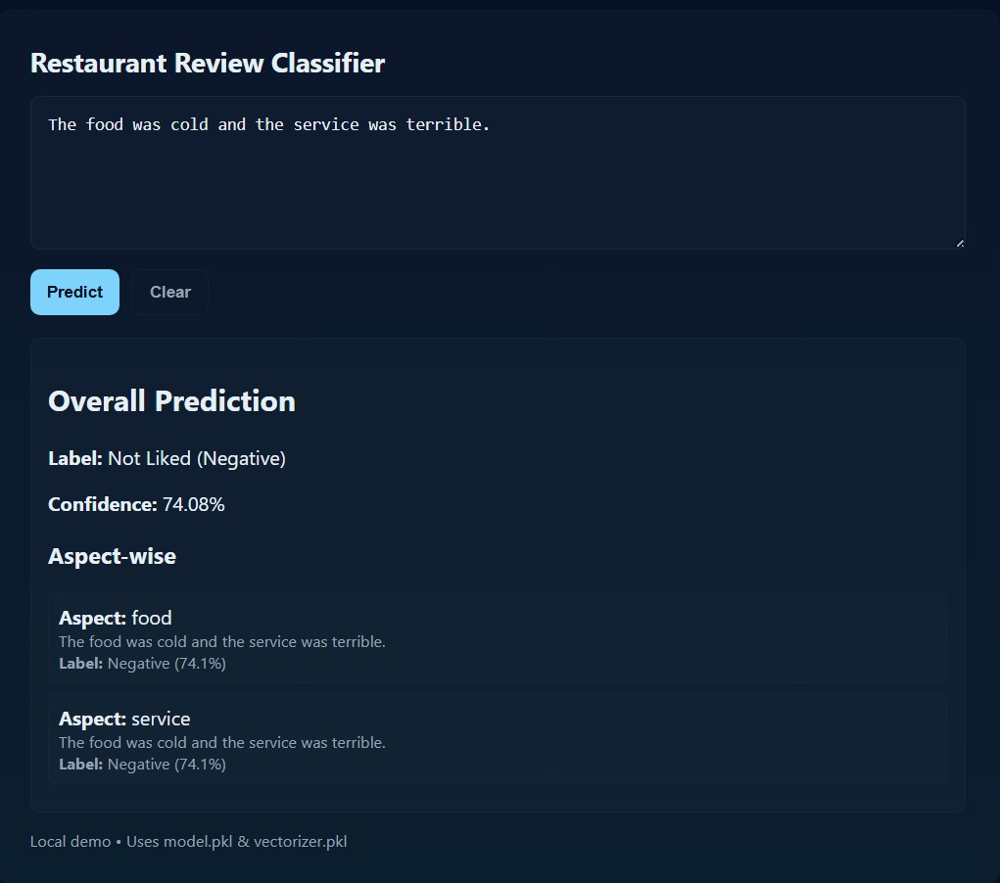 Restaurant Review Classifier
The food was cold and the service was terrible.
Predict Clear
Overall Prediction
Label: Not Liked (Negative)
Confidence: 74.08%
Aspect-wise
Aspect: food
The food was cold and the service was terrible.
Label: Negative (74.1%)
Aspect: service
The food was cold and the service was terrible.
Label: Negative (74.1%)
Local demo • Uses model.pkl & vectorizer.pkl